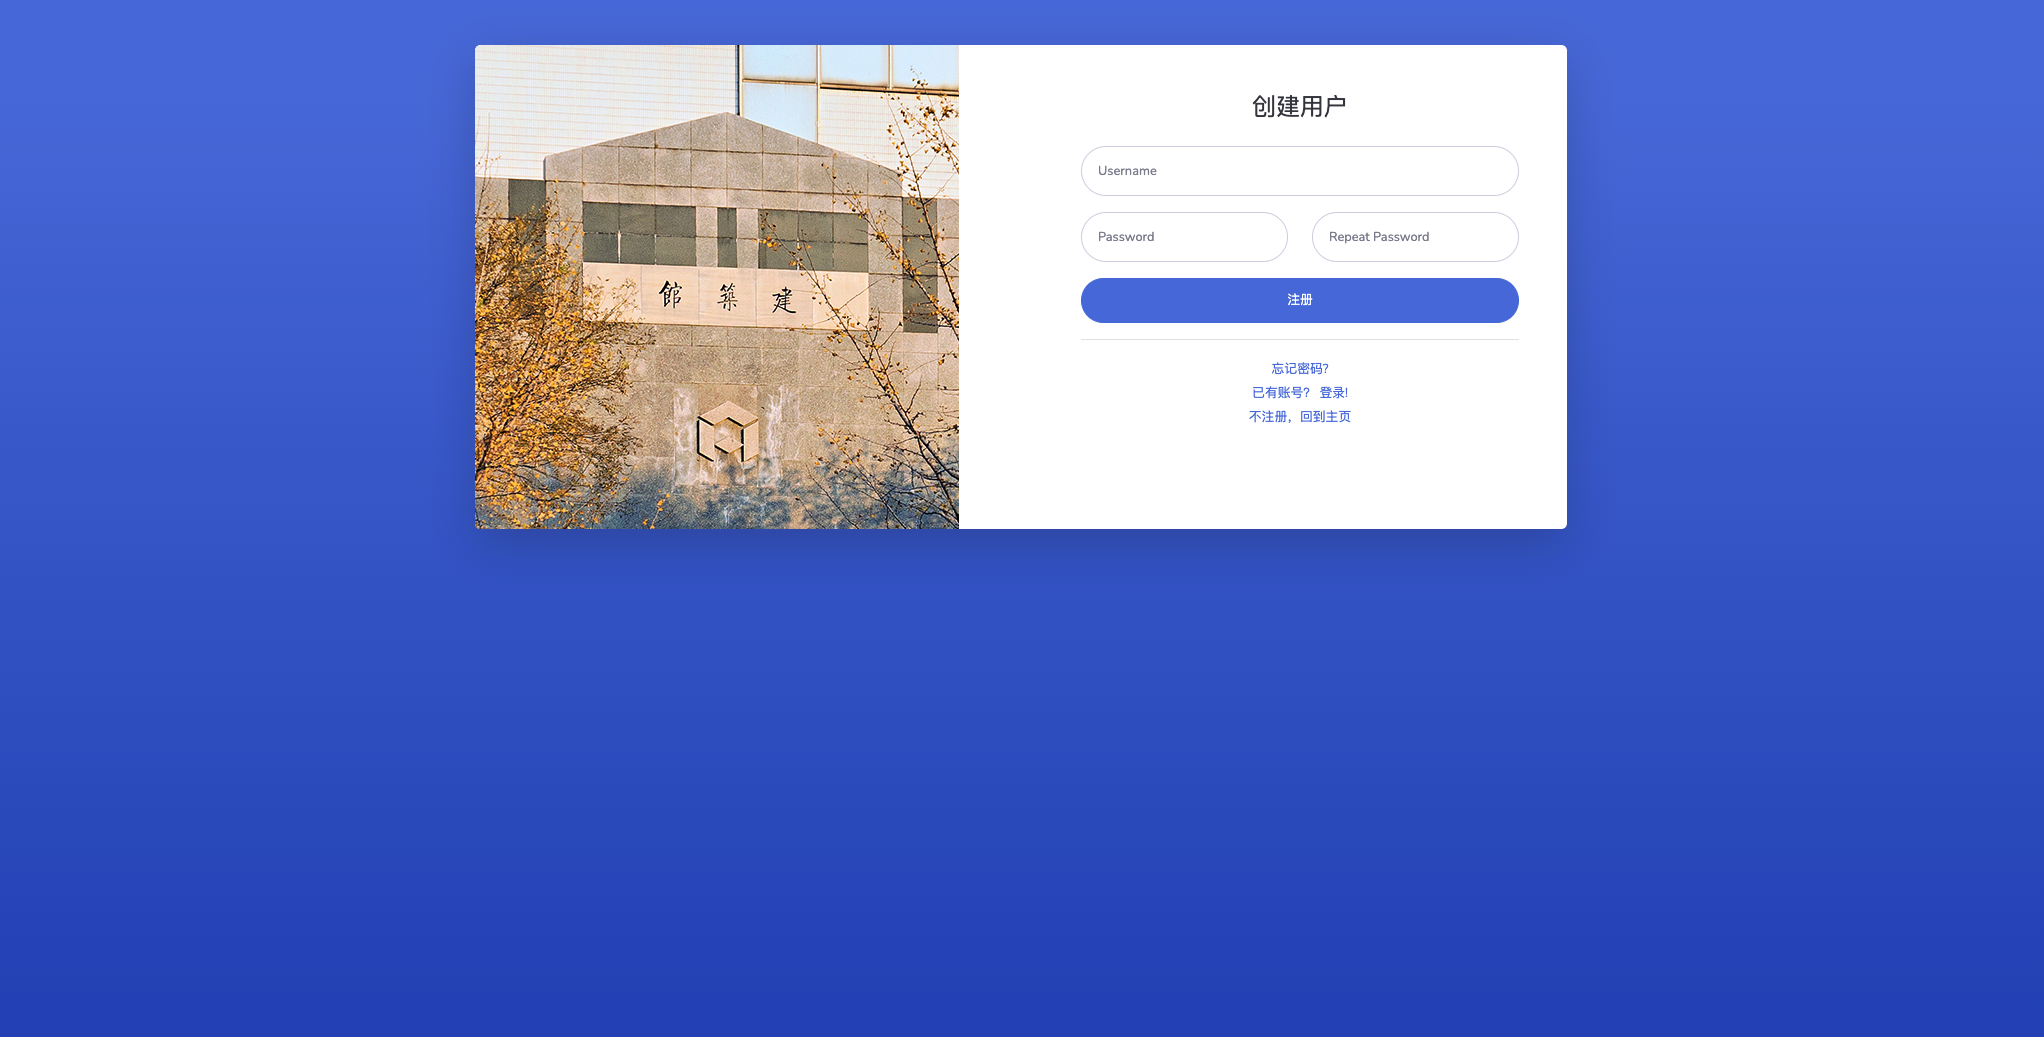 館築建
创建用户
Username
Password
Repeat Password
注册
忘记密码?
已有账号? 登录!
不注册，回到主页